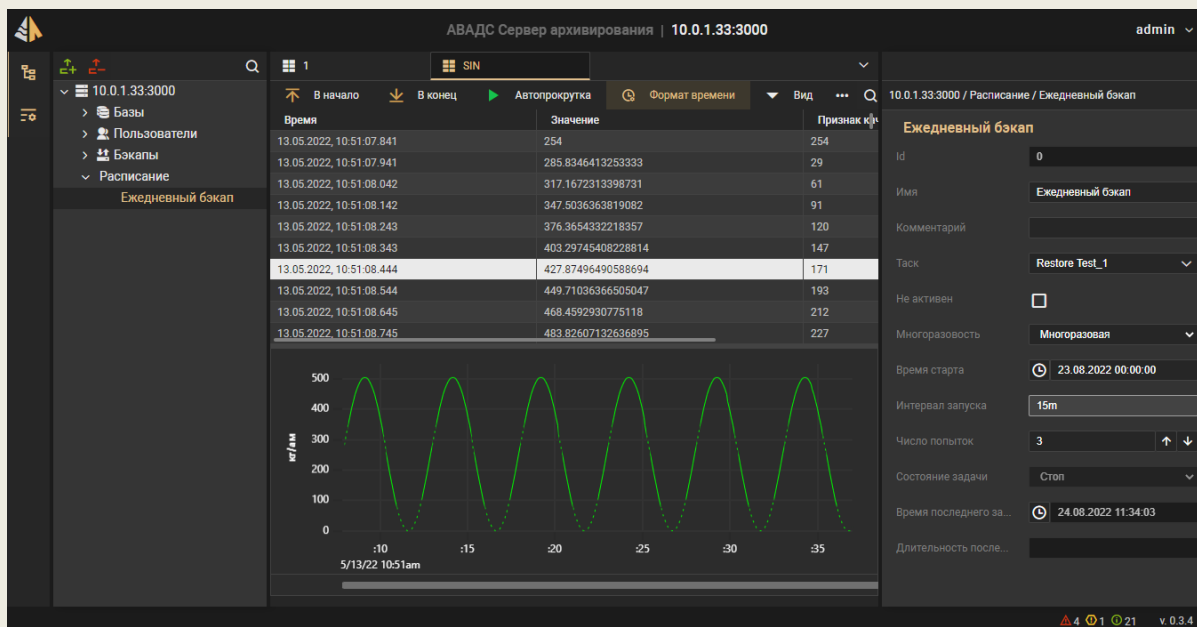 АВАДС Сервер архивирования | 10.0.1.33:3000
admin
10.0.1.33:3000
Базы
Пользователи
Бэкапы
Расписание
Ежедневный бэкап
1
SIN
В начало
В конец
Автопрокрутка
Формат времени
Вид
Время Значение Признак кач
13.05.2022, 10:51:07.841 254 254
13.05.2022, 10:51:07.941 285.8346413253333 29
13.05.2022, 10:51:08.042 317.1672313398731 61
13.05.2022, 10:51:08.142 347.5036363819082 91
13.05.2022, 10:51:08.243 376.3654332218357 120
13.05.2022, 10:51:08.343 403.29745408228814 147
13.05.2022, 10:51:08.444 427.87496490588694 171
13.05.2022, 10:51:08.544 449.71036366505047 193
13.05.2022, 10:51:08.645 468.4592930775118 212
13.05.2022, 10:51:08.745 483.82607132636895 227
кг/ам
500
400
300
200
100
0
:10 :15 :20 :25 :30 :35
5/13/22 10:51am
10.0.1.33:3000 / Расписание / Ежедневный бэкап
Ежедневный бэкап
Id 0
Имя Ежедневный бэкап
Комментарий
Таск Restore Test_1
Не активен
Многоразовость Многоразовая
Время старта 23.08.2022 00:00:00
Интервал запуска 15m
Число попыток 3
Состояние задачи Стоп
Время последнего за... 24.08.2022 11:34:03
Длительность после...
4 1 21 v. 0.3.4